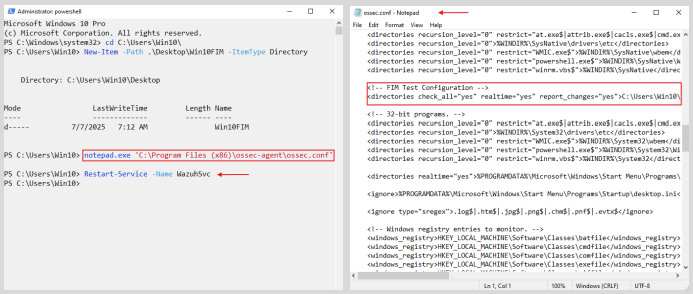 Administrator: powershell
Windows 10 Pro
(c) Microsoft Corporation. All rights reserved.
PS C:\Windows\system32> cd C:\Users\Win10\
PS C:\Users\Win10> New-Item -Path .\Desktop\Win10FIM -ItemType Directory
Directory: C:\Users\Win10\Desktop
Mode LastWriteTime Length Name
---- ------------- ------ ----
d----- 7/7/2025 7:12 AM Win10FIM
PS C:\Users\Win10> notepad.exe "C:\Program Files (x86)\ossec-agent\ossec.conf"
PS C:\Users\Win10> Restart-Service -Name WazuhSvc
PS C:\Users\Win10>
ossec.conf - Notepad
File Edit Format View Help
<directories recursion_level="0" restrict="at.exe$|attrib.exe$|cacls.exe$|cmd.ex
<directories recursion_level="0">%WINDIR%\SysNative\drivers\etc</directories>
<directories recursion_level="0" restrict="WMIC.exe$">%WINDIR%\SysNative\wbem</d
<directories recursion_level="0" restrict="powershell.exe$">%WINDIR%\SysNative\W
<directories recursion_level="0" restrict="winrm.vbs$">%WINDIR%\SysNative</direc
<!-- FIM Test Configuration -->
<directories check_all="yes" realtime="yes" report_changes="yes">C:\Users\Win10\
<!-- 32-bit programs. -->
<directories recursion_level="0" restrict="at.exe$|attrib.exe$|cacls.exe$|cmd.ex
<directories recursion_level="0">%WINDIR%\System32\drivers\etc</directories>
<directories recursion_level="0" restrict="WMIC.exe$">%WINDIR%\System32\wbem</di
<directories recursion_level="0" restrict="powershell.exe$">%WINDIR%\System32\Wi
<directories recursion_level="0" restrict="winrm.vbs$">%WINDIR%\System32</direct
<directories realtime="yes">%PROGRAMDATA%\Microsoft\Windows\Start Menu\Programs\
<ignore>%PROGRAMDATA%\Microsoft\Windows\Start Menu\Programs\Startup\desktop.ini<
<ignore type="sregex">.log$|.htm$|.jpg$|.png$|.chm$|.pnf$|.evtx$</ignore>
<!-- Windows registry entries to monitor. -->
<windows_registry>HKEY_LOCAL_MACHINE\Software\Classes\batfile</windows_registry>
<windows_registry>HKEY_LOCAL_MACHINE\Software\Classes\cmdfile</windows_registry>
<windows_registry>HKEY_LOCAL_MACHINE\Software\Classes\comfile</windows_registry>
<windows_registry>HKEY_LOCAL_MACHINE\Software\Classes\exefile</windows_registry>
Ln 1, Col 1 100% Windows (CRLF) UTF-8